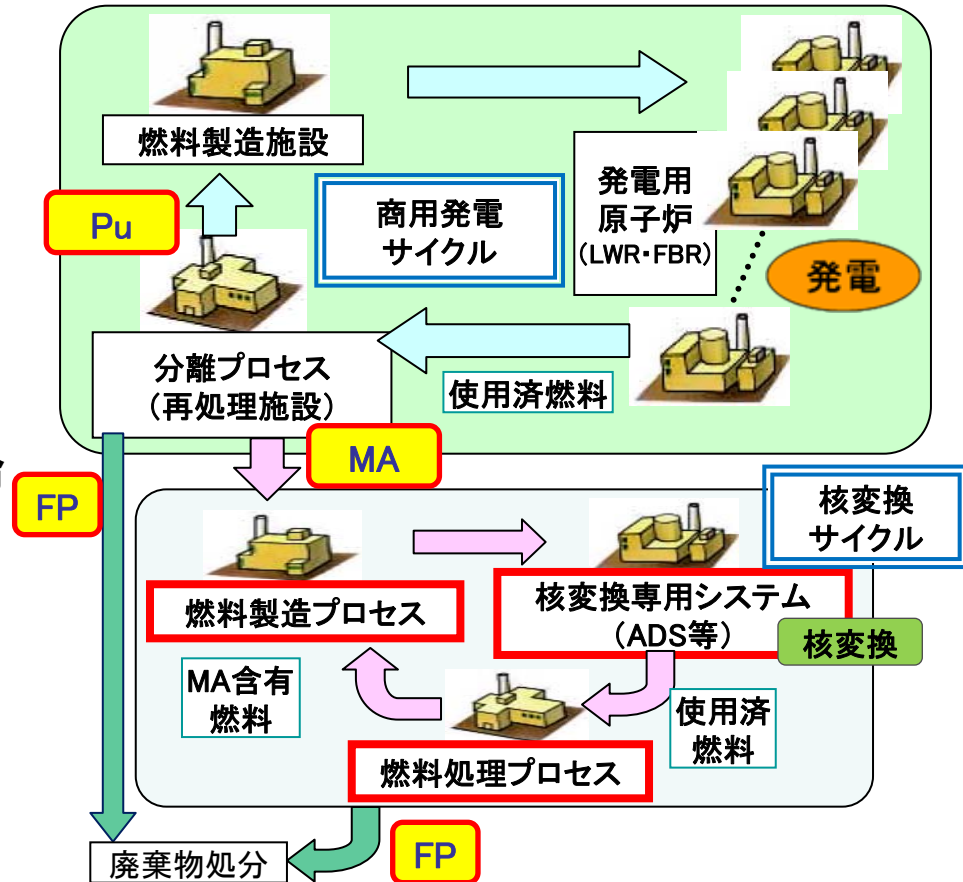 燃料製造施設
発電用
原子炉
(LWR・FBR)
Pu
商用発電
サイクル
発電
分離プロセス
(再処理施設)
使用済燃料
MA
FP
核変換
サイクル
燃料製造プロセス
核変換専用システム
(ADS等)
核変換
MA含有
燃料
使用済
燃料
燃料処理プロセス
FP
廃棄物処分